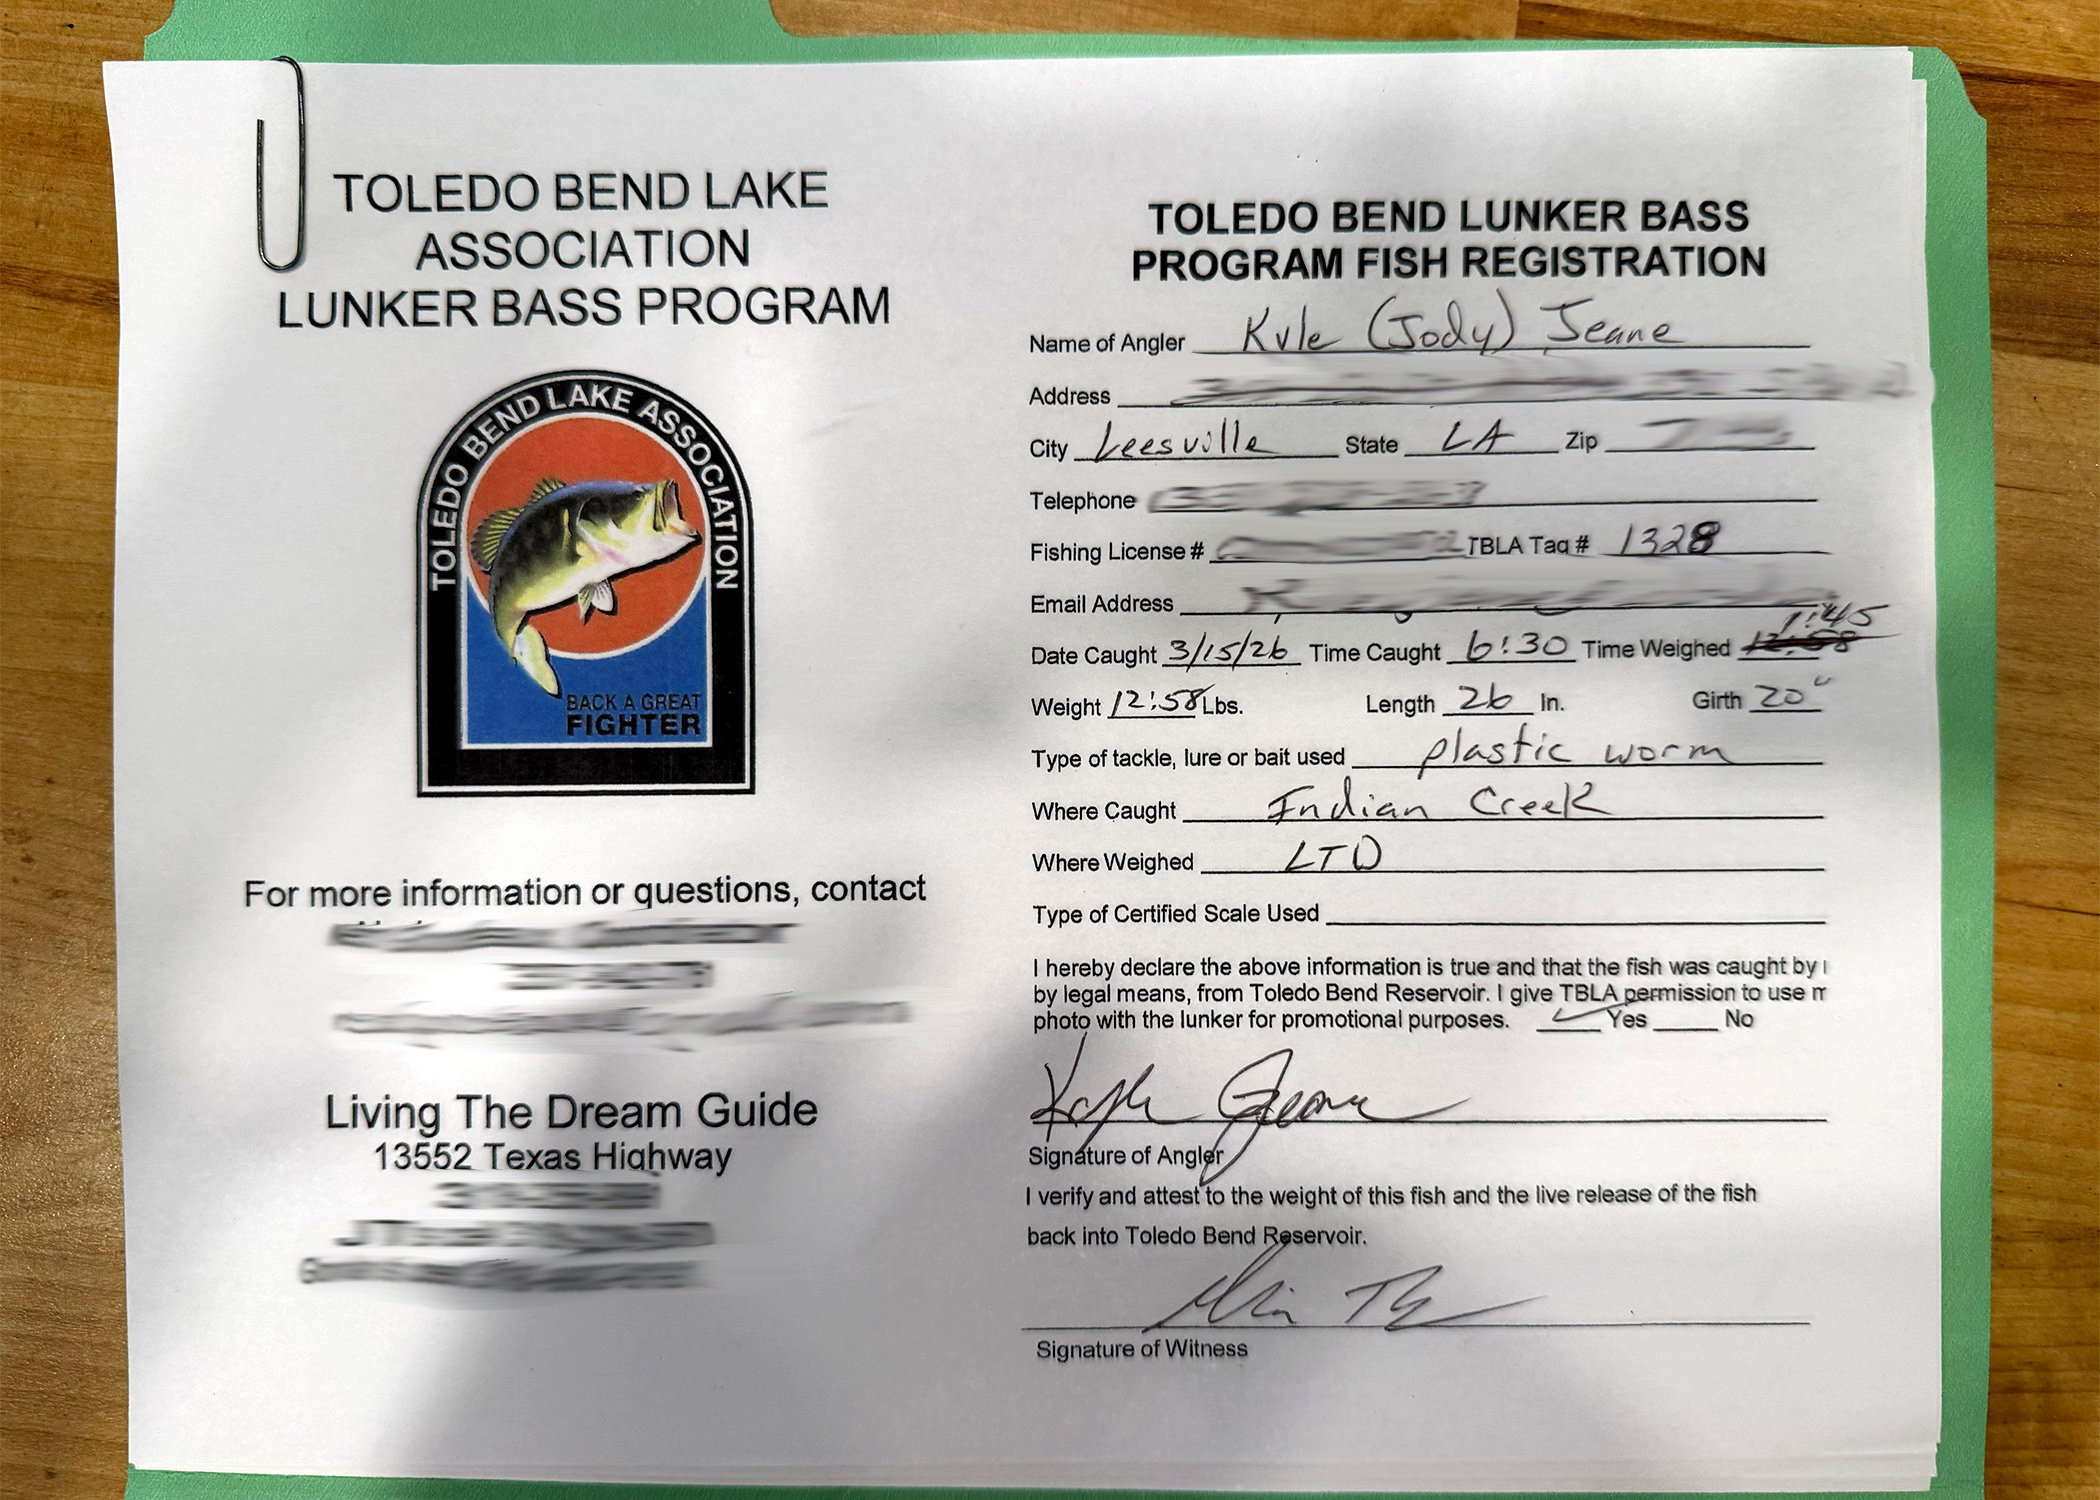 TOLEDO BEND LAKE
ASSOCIATION
LUNKER BASS PROGRAM
TOLEDO BEND LAKE ASSOCIATION
BACK A GREAT
FIGHTER
For more information or questions, contact
Living The Dream Guide
13552 Texas Highway
TOLEDO BEND LUNKER BASS
PROGRAM FISH REGISTRATION
Name of Angler Kyle (Jody) Jeane
Address
City Leesville State LA Zip
Telephone
Fishing License # TBLA Tag # 1328
Email Address
1:45
Date Caught 3/15/26 Time Caught 6:30 Time Weighed 12:58
Weight 12:58 Lbs. Length 26 In. Girth 20"
Type of tackle, lure or bait used plastic worm
Where Caught Indian Creek
Where Weighed LTD
Type of Certified Scale Used
I hereby declare the above information is true and that the fish was caught by
by legal means, from Toledo Bend Reservoir. I give TBLA permission to use
photo with the lunker for promotional purposes. ✓ Yes No
Kyle Jeane
Signature of Angler
I verify and attest to the weight of this fish and the live release of the fish
back into Toledo Bend Reservoir.
Signature of Witness